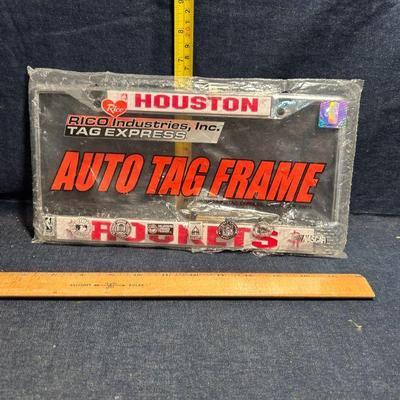 HOUSTON
Rico
RICO Industries, Inc.
TAG EXPRESS
AUTO TAG FRAME
ROCKETS